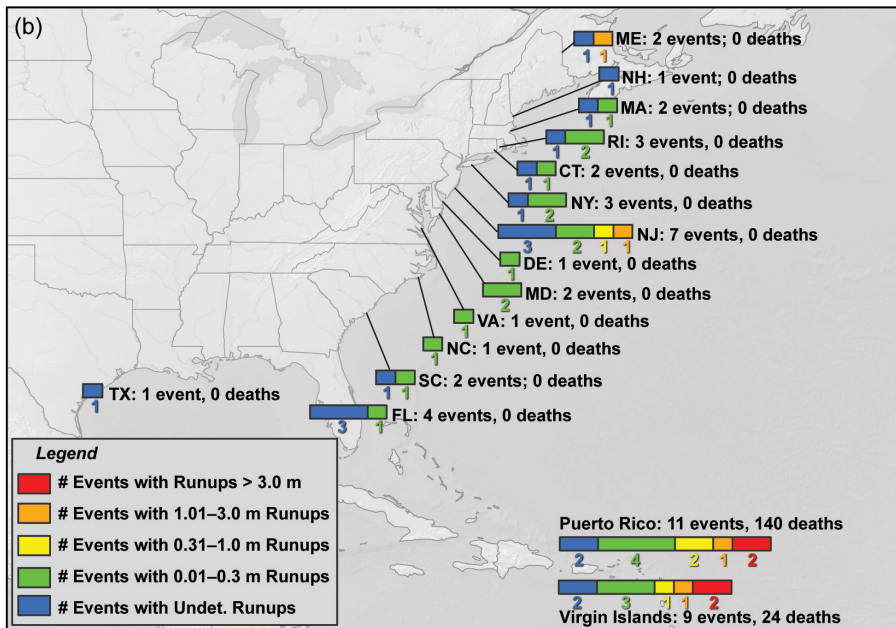 (b)
ME: 2 events; 0 deaths
1 1
NH: 1 event; 0 deaths
1
MA: 2 events; 0 deaths
1 1
RI: 3 events, 0 deaths
1 2
CT: 2 events, 0 deaths
1 1
NY: 3 events, 0 deaths
1 2
NJ: 7 events, 0 deaths
3 2 1 1
DE: 1 event, 0 deaths
1
MD: 2 events, 0 deaths
2
VA: 1 event, 0 deaths
1
NC: 1 event, 0 deaths
1
SC: 2 events; 0 deaths
1 1
TX: 1 event, 0 deaths
1
FL: 4 events, 0 deaths
3 1
Legend
# Events with Runups > 3.0 m
# Events with 1.01–3.0 m Runups
# Events with 0.31–1.0 m Runups
# Events with 0.01–0.3 m Runups
# Events with Undet. Runups
Puerto Rico: 11 events, 140 deaths
2 4 2 1 2
2 3 1 1 2
Virgin Islands: 9 events, 24 deaths